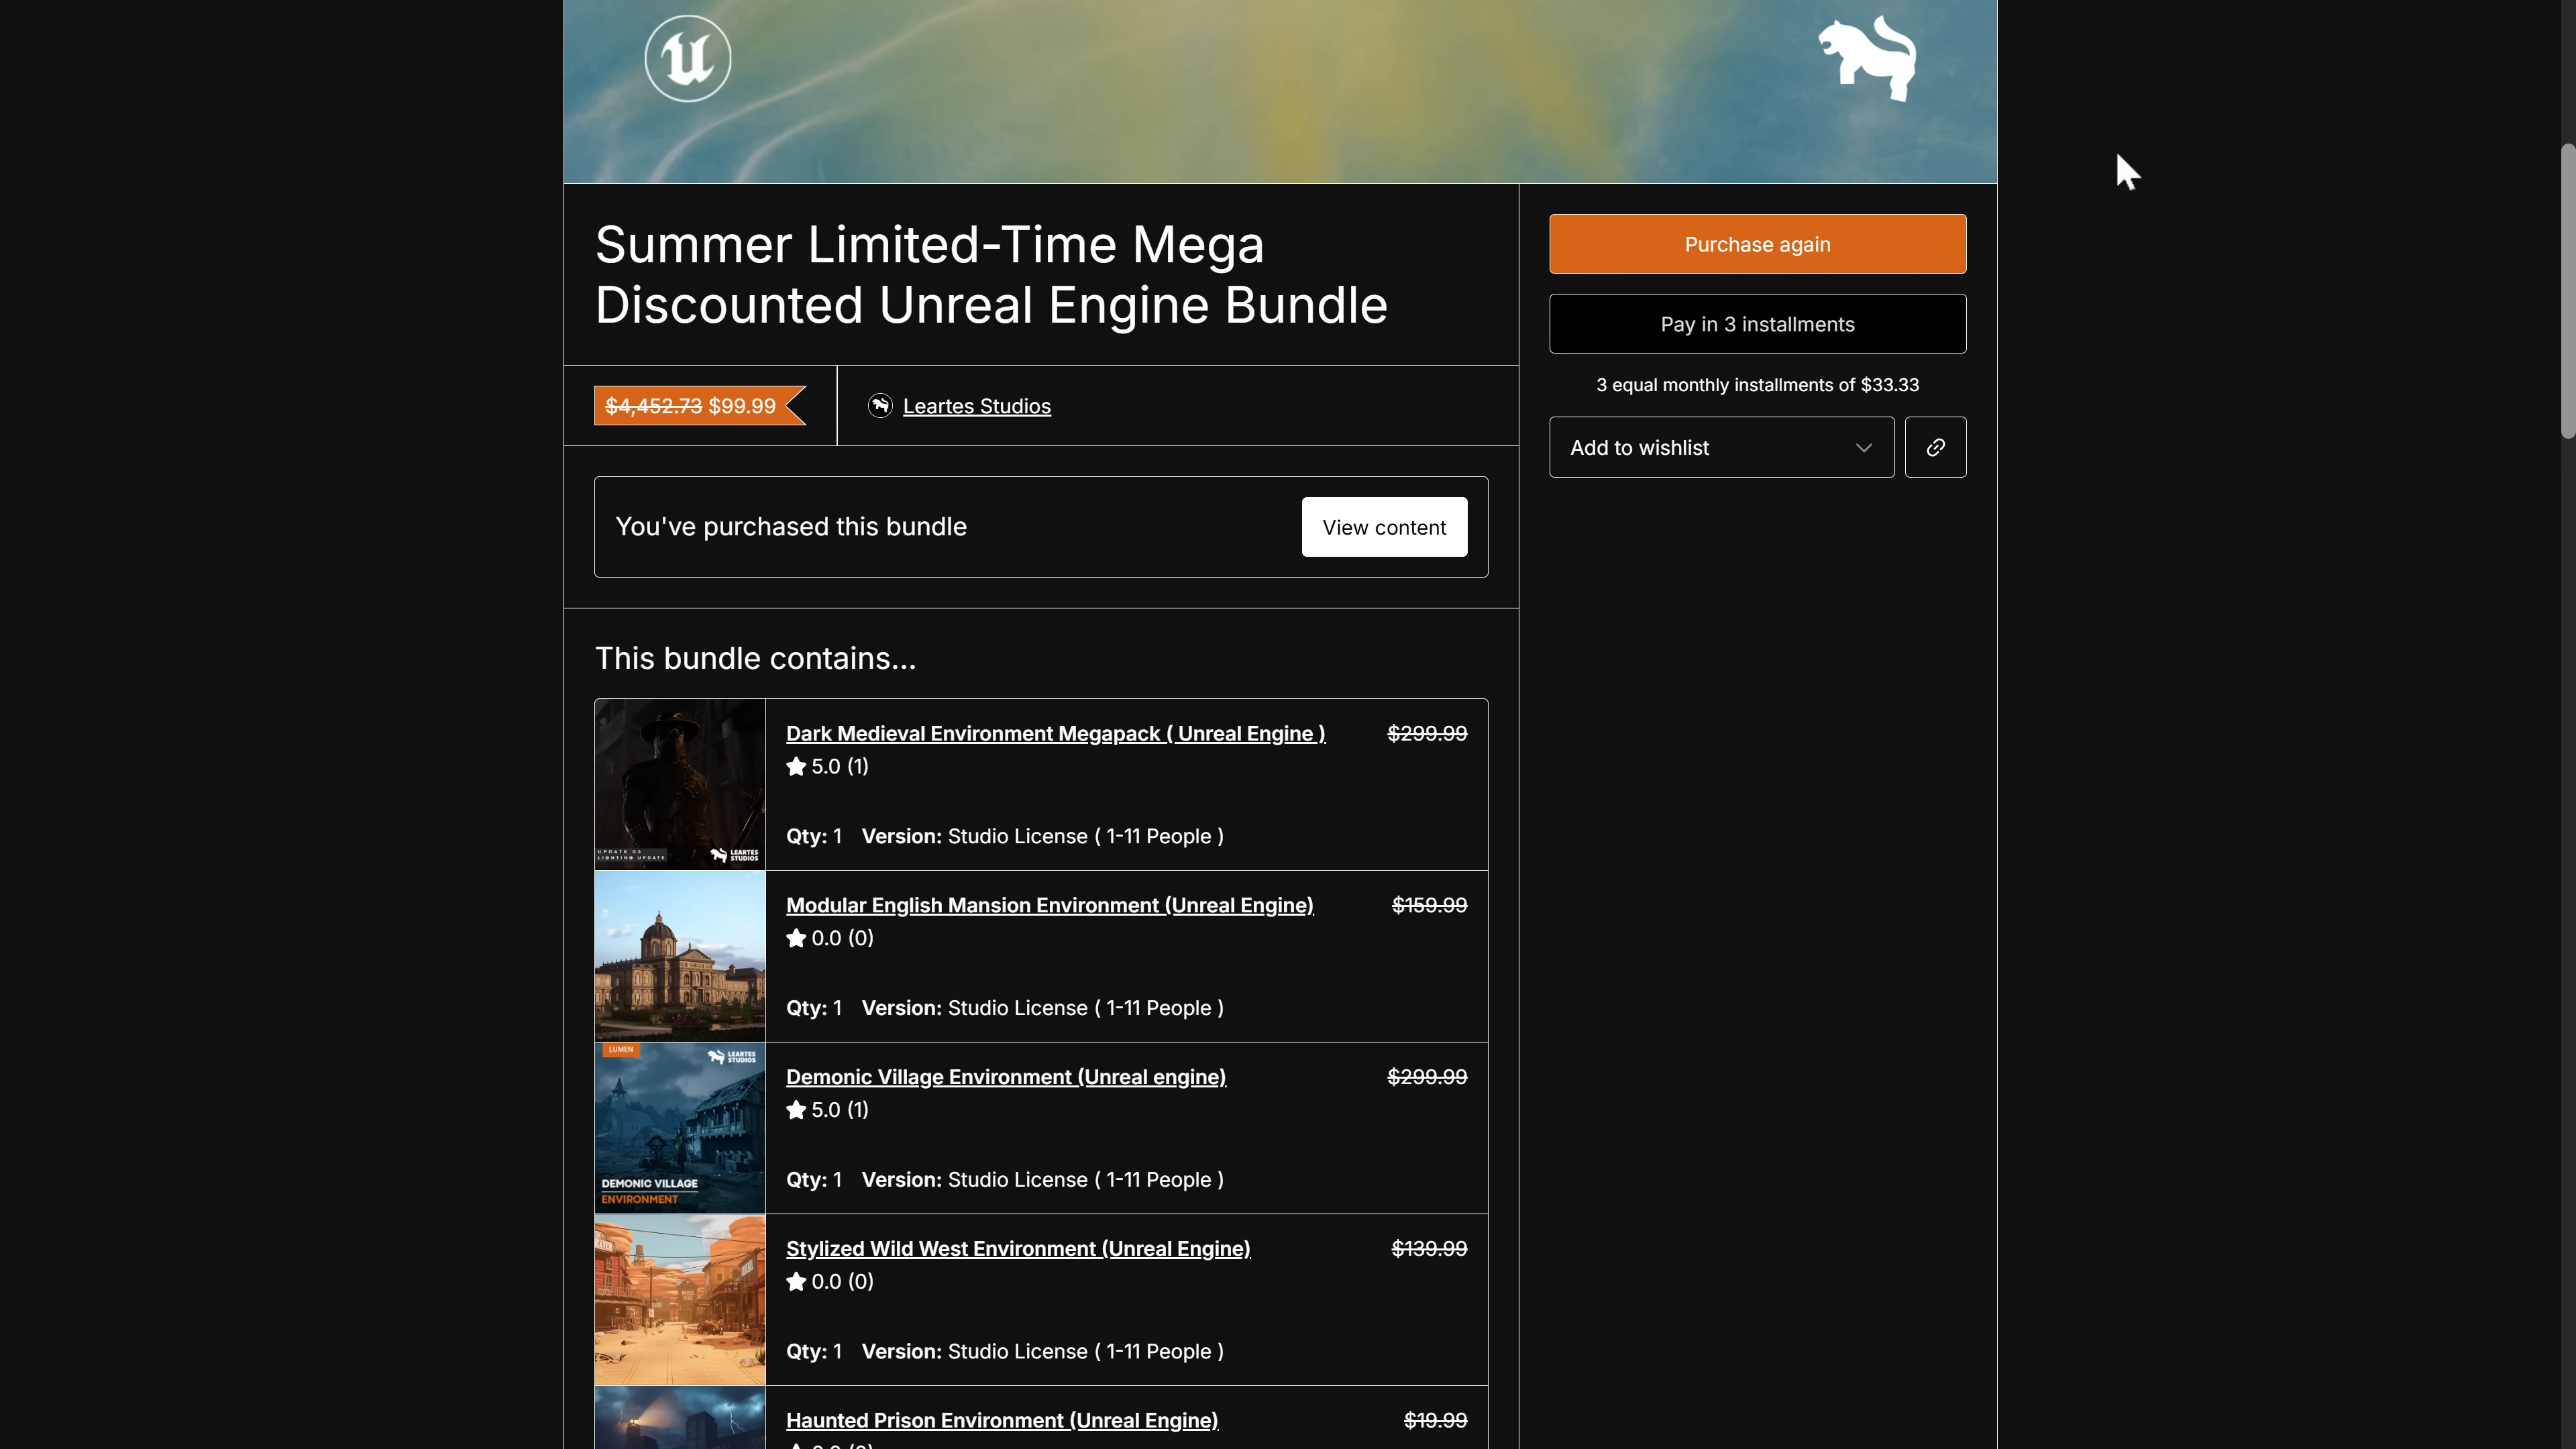 Summer Limited-Time Mega
Discounted Unreal Engine Bundle
$4,452.73 $99.99
Leartes Studios
Purchase again
Pay in 3 installments
3 equal monthly installments of $33.33
Add to wishlist
You've purchased this bundle
View content
This bundle contains...
UPDATE 03
LIGHTING UPDATE
LEARTES
STUDIOS
Dark Medieval Environment Megapack ( Unreal Engine )
$299.99
5.0 (1)
Qty: 1 Version: Studio License ( 1-11 People )
Modular English Mansion Environment (Unreal Engine)
$159.99
0.0 (0)
Qty: 1 Version: Studio License ( 1-11 People )
LUMEN
LEARTES
STUDIOS
DEMONIC VILLAGE
ENVIRONMENT
Demonic Village Environment (Unreal engine)
$299.99
5.0 (1)
Qty: 1 Version: Studio License ( 1-11 People )
Stylized Wild West Environment (Unreal Engine)
$139.99
0.0 (0)
Qty: 1 Version: Studio License ( 1-11 People )
Haunted Prison Environment (Unreal Engine)
$19.99